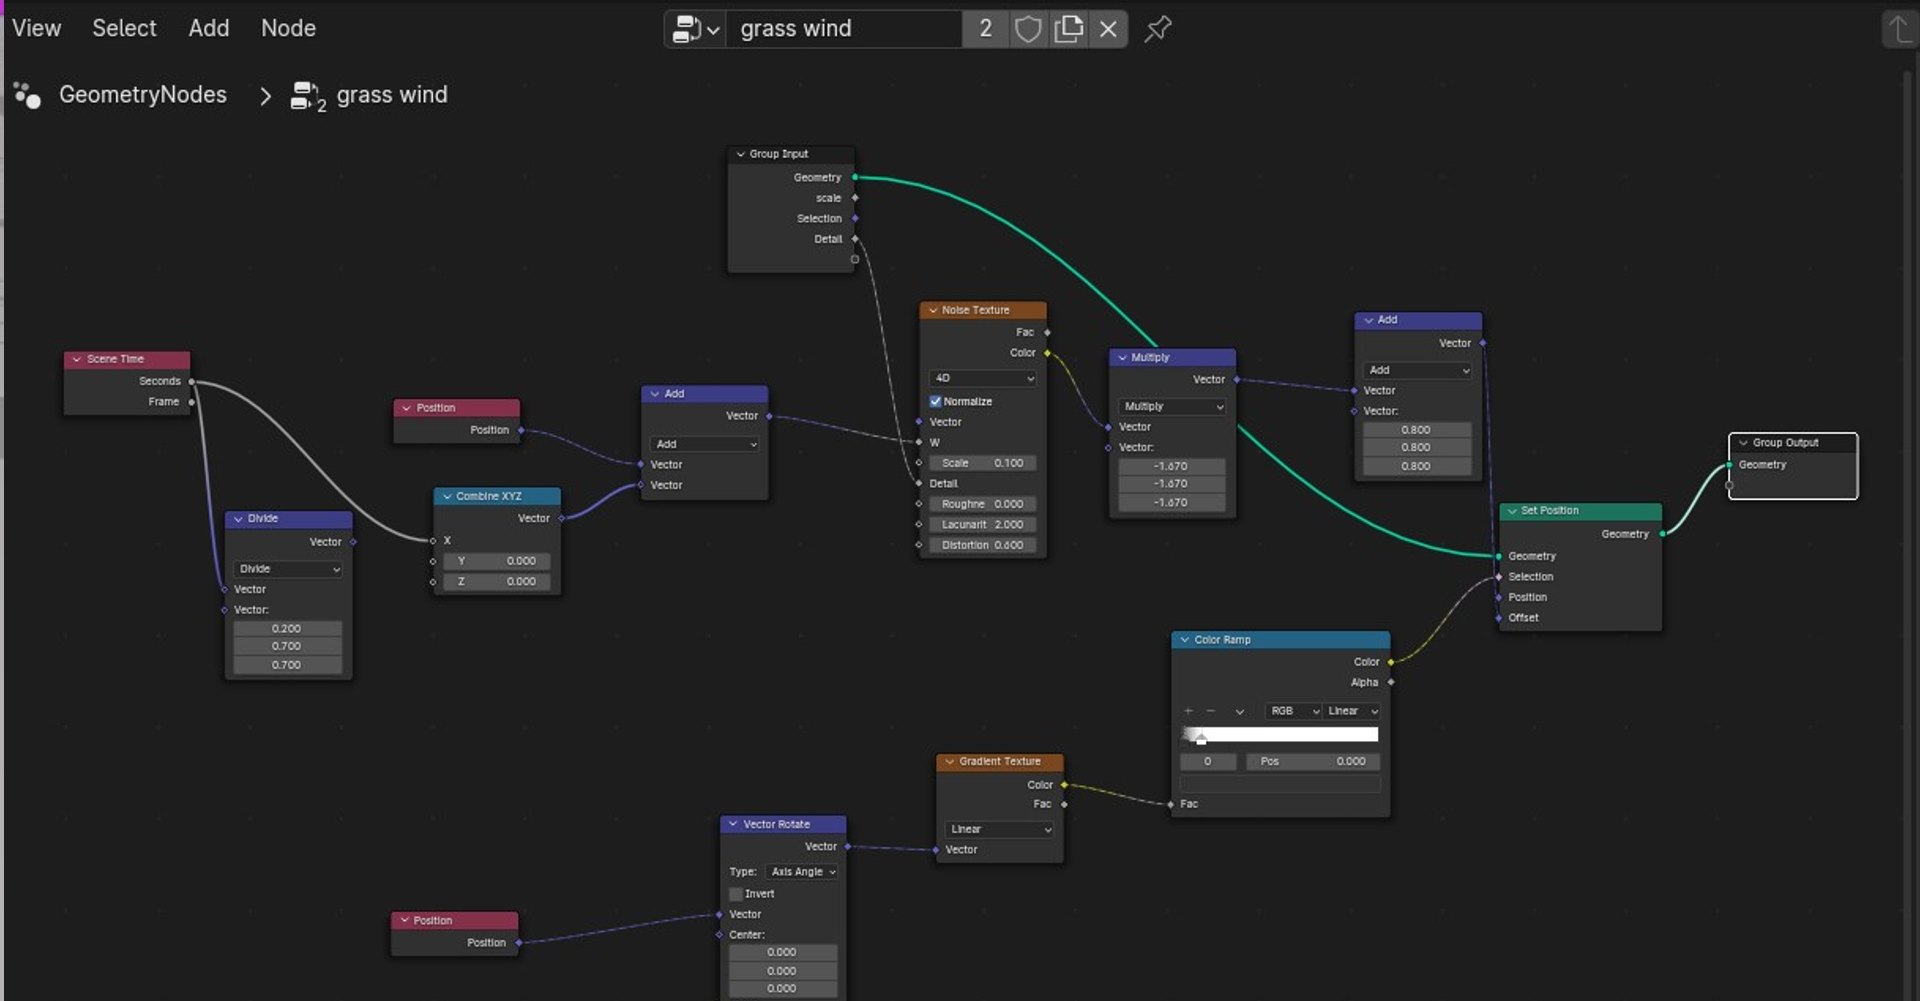 View Select Add Node
grass wind 2
GeometryNodes > 2 grass wind
Group Input
Geometry
scale
Selection
Detail
Scene Time
Seconds
Frame
Position
Position
Divide
Vector
Divide
Vector
Vector:
0.200
0.700
0.700
Combine XYZ
Vector
X
Y 0.000
Z 0.000
Add
Vector
Add
Vector
Vector
Noise Texture
Fac
Color
4D
Normalize
Vector
W
Scale 0.100
Detail
Roughne 0.000
Lacunarit 2.000
Distortion 0.600
Multiply
Vector
Multiply
Vector
Vector:
-1.670
-1.670
-1.670
Add
Vector
Add
Vector
Vector:
0.800
0.800
0.800
Group Output
Geometry
Set Position
Geometry
Geometry
Selection
Position
Offset
Color Ramp
Color
Alpha
RGB Linear
0 Pos 0.000
Fac
Gradient Texture
Color
Fac
Linear
Vector
Vector Rotate
Vector
Type: Axis Angle
Invert
Vector
Center:
0.000
0.000
0.000
Position
Position